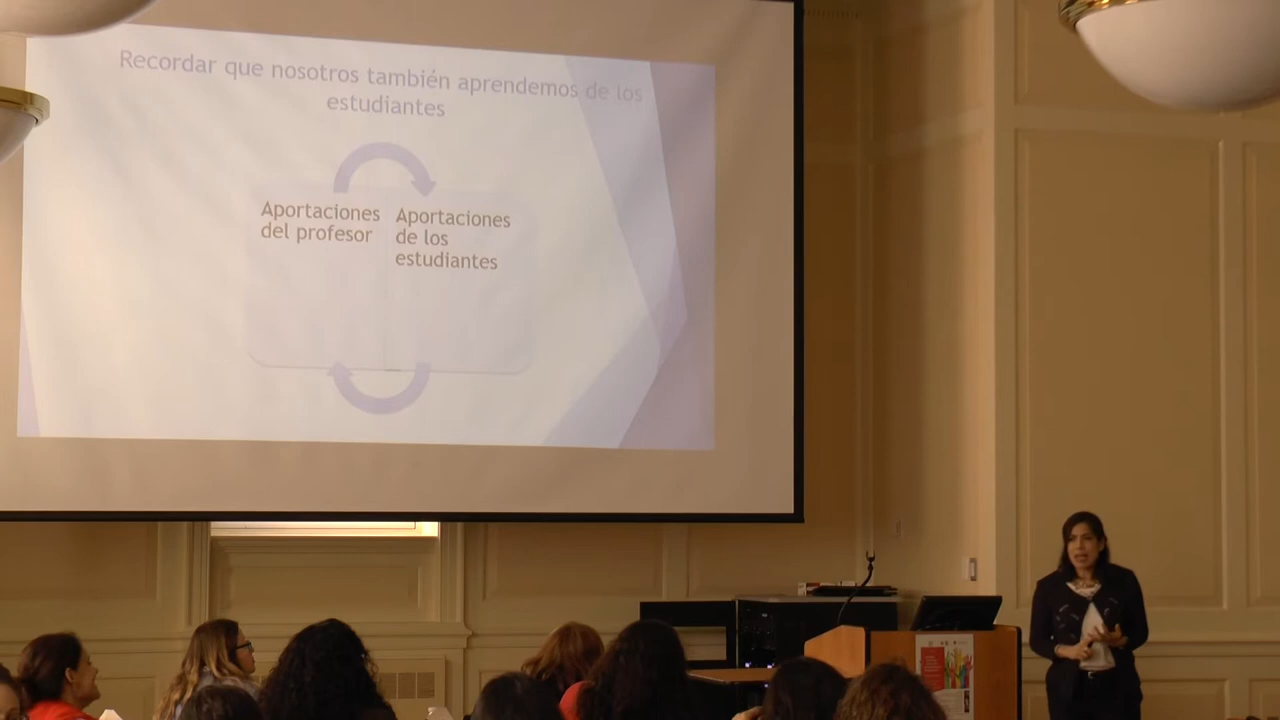 Recordar que nosotros también aprendemos de los
estudiantes
Aportaciones
del profesor
Aportaciones
de los
estudiantes